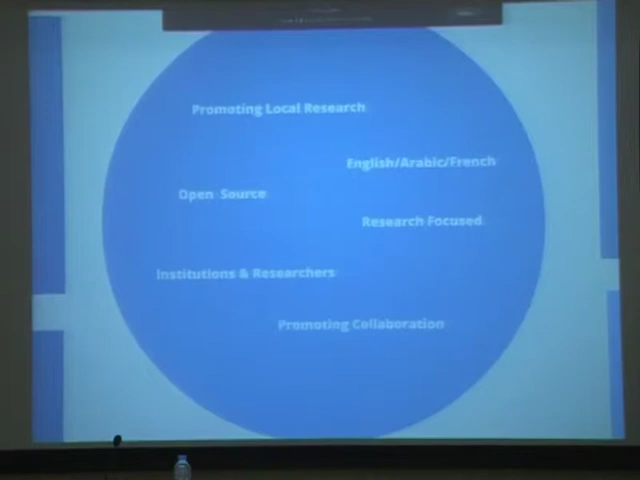 Promoting Local Research
English/Arabic/French
Open Source
Research Focused
Institutions & Researchers
Promoting Collaboration